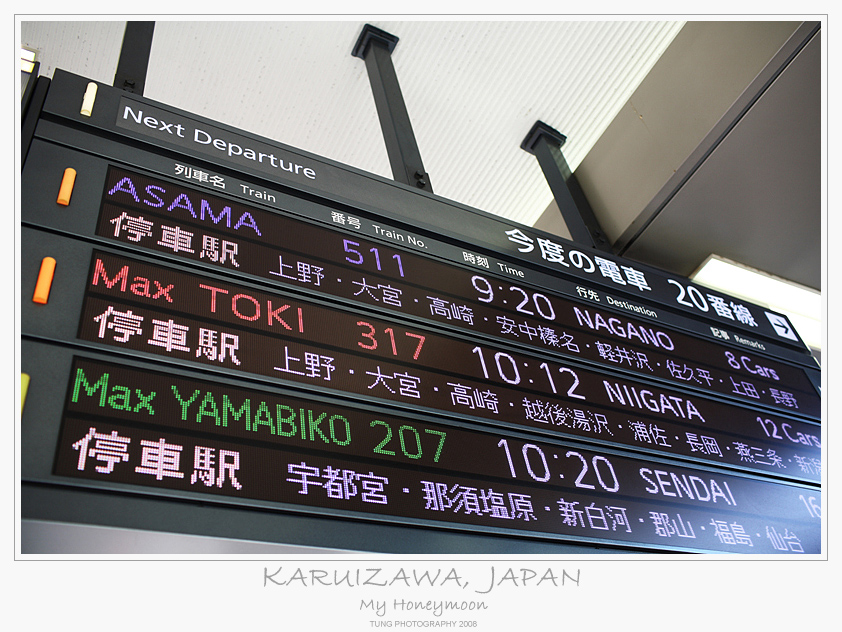 Next Departure
今度の電車 20番線
列車名 Train 番号 Train No. 時刻 Time 行先 Destination 記事 Remarks
ASAMA 511 9:20 NAGANO 8 Cars
停車駅 上野・大宮・高崎・安中榛名・軽井沢・佐久平・上田・長野
Max TOKI 317 10:12 NIIGATA 12 Cars
停車駅 上野・大宮・高崎・越後湯沢・浦佐・長岡・燕三条・新潟
Max YAMABIKO 207 10:20 SENDAI 16
停車駅 宇都宮・那須塩原・新白河・郡山・福島・仙台
KARUIZAWA, JAPAN
My Honeymoon
TUNG PHOTOGRAPHY 2008